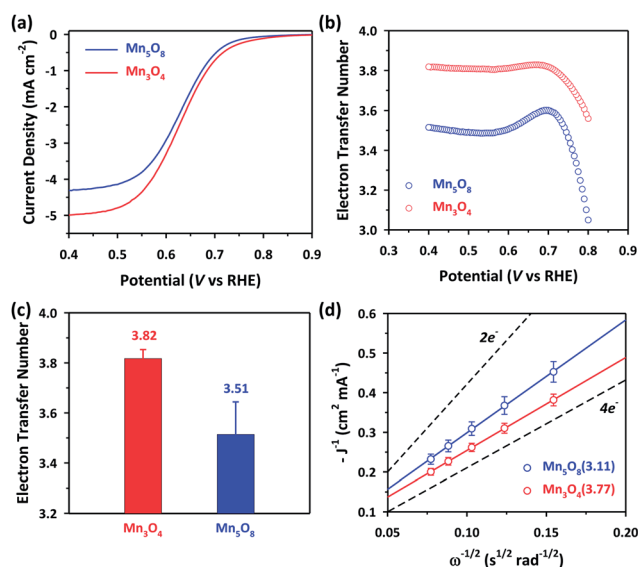 (a)
Mn₅O₈
Mn₃O₄
0
-1
-2
-3
-4
-5
Current Density (mA cm⁻²)
0.4 0.5 0.6 0.7 0.8 0.9
Potential (V vs RHE)
(b)
4.0
3.8
3.6
3.4
3.2
3.0
Electron Transfer Number
Mn₅O₈
Mn₃O₄
0.3 0.4 0.5 0.6 0.7 0.8 0.9
Potential (V vs RHE)
(c)
4.0
3.8
3.6
3.4
3.2
Electron Transfer Number
3.82
3.51
Mn₃O₄ Mn₅O₈
(d)
0.6
0.5
0.4
0.3
0.2
0.1
- J⁻¹ (cm² mA⁻¹)
2e⁻
4e⁻
Mn₅O₈(3.11)
Mn₃O₄(3.77)
0.05 0.10 0.15 0.20
ω⁻¹/² (s¹/² rad⁻¹/²)